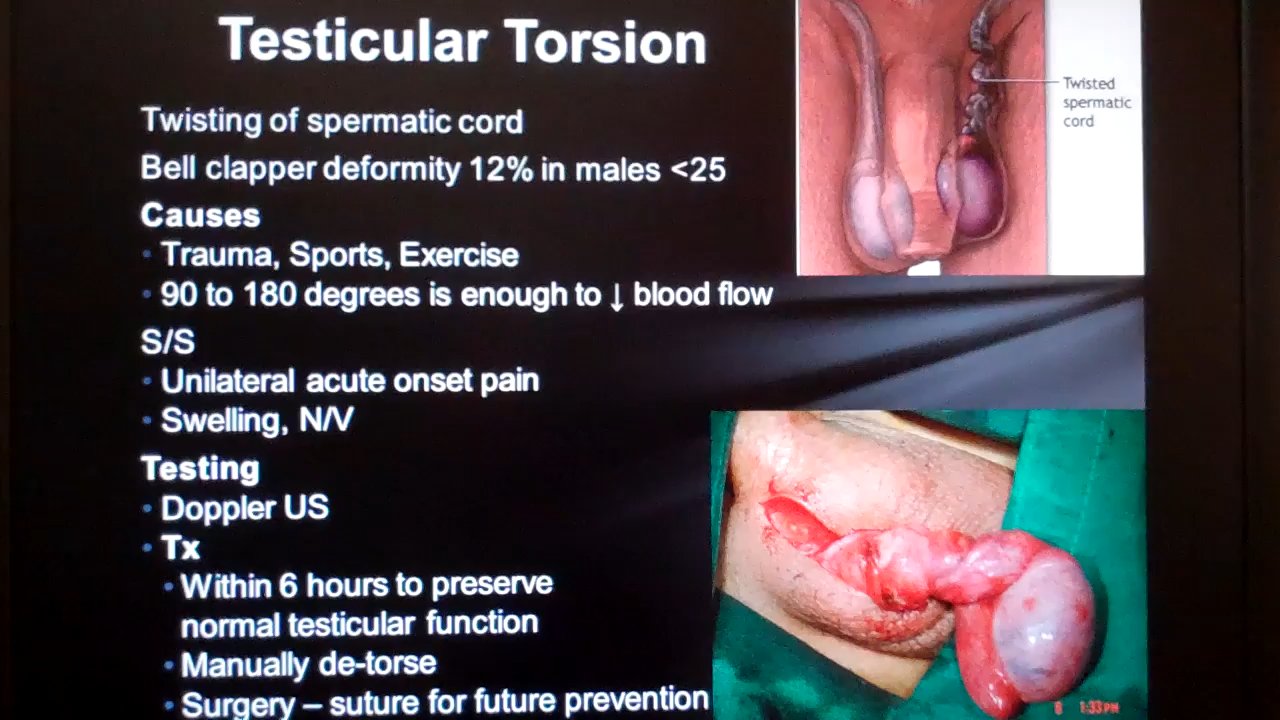 Testicular Torsion
Twisting of spermatic cord
Bell clapper deformity 12% in males <25
Causes
• Trauma, Sports, Exercise
• 90 to 180 degrees is enough to ↓ blood flow
S/S
• Unilateral acute onset pain
• Swelling, N/V
Testing
• Doppler US
• Tx
• Within 6 hours to preserve
normal testicular function
• Manually de-torse
• Surgery – suture for future prevention
Twisted
spermatic
cord
1:33PM